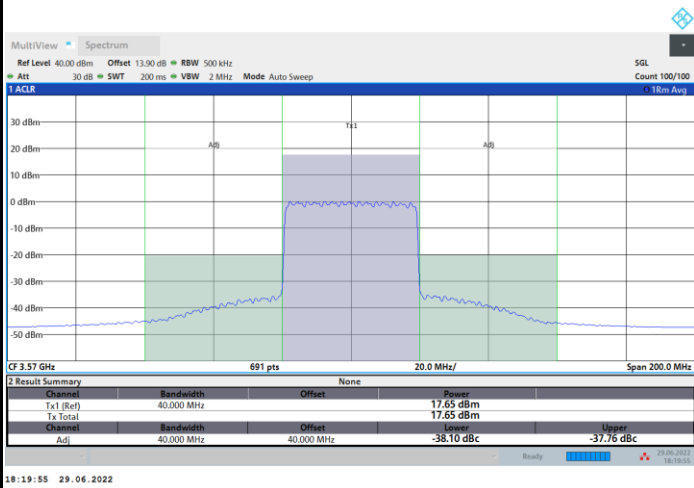 MultiView Spectrum
Ref Level 40.00 dBm Offset 13.90 dB RBW 500 kHz SGL
Att 30 dB SWT 200 ms VBW 2 MHz Mode Auto Sweep Count 100/100
1 ACLR 1Rm Avg
30 dBm
Tx1
20 dBm
Adj Adj
10 dBm
0 dBm
-10 dBm
-20 dBm
-30 dBm
-40 dBm
-50 dBm
CF 3.57 GHz 691 pts 20.0 MHz/ Span 200.0 MHz
2 Result Summary None
Channel Bandwidth Offset Power
Tx1 (Ref) 40.000 MHz 17.65 dBm
Tx Total 17.65 dBm
Channel Bandwidth Offset Lower Upper
Adj 40.000 MHz 40.000 MHz -38.10 dBc -37.76 dBc
Ready 29.06.2022
18:19:55
18:19:55 29.06.2022